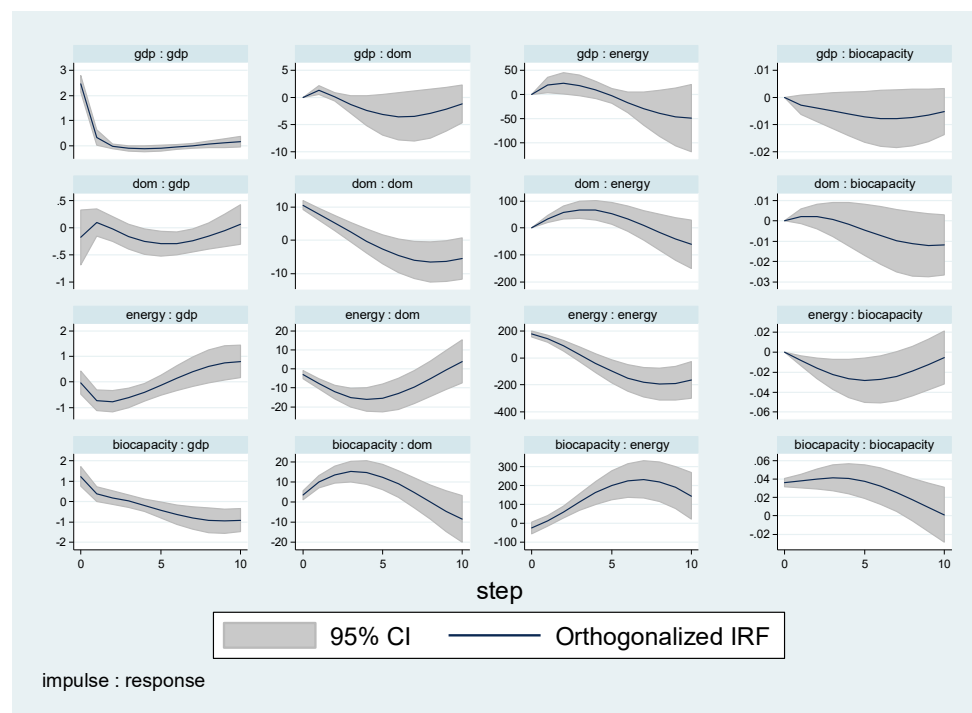 gdp : gdp
gdp : dom
gdp : energy
gdp : biocapacity
3
2
1
0
5
0
-5
-10
50
0
-50
-100
.01
0
-.01
-.02
dom : gdp
dom : dom
dom : energy
dom : biocapacity
.5
0
-.5
-1
10
0
-10
100
0
-100
-200
.01
0
-.01
-.02
-.03
energy : gdp
energy : dom
energy : energy
energy : biocapacity
2
1
0
-1
20
10
0
-10
-20
200
0
-200
-400
.02
0
-.02
-.04
-.06
biocapacity : gdp
biocapacity : dom
biocapacity : energy
biocapacity : biocapacity
2
1
0
-1
-2
20
10
0
-10
-20
300
200
100
0
-100
.06
.04
.02
0
-.02
0 5 10
0 5 10
0 5 10
0 5 10
step
95% CI
Orthogonalized IRF
impulse : response